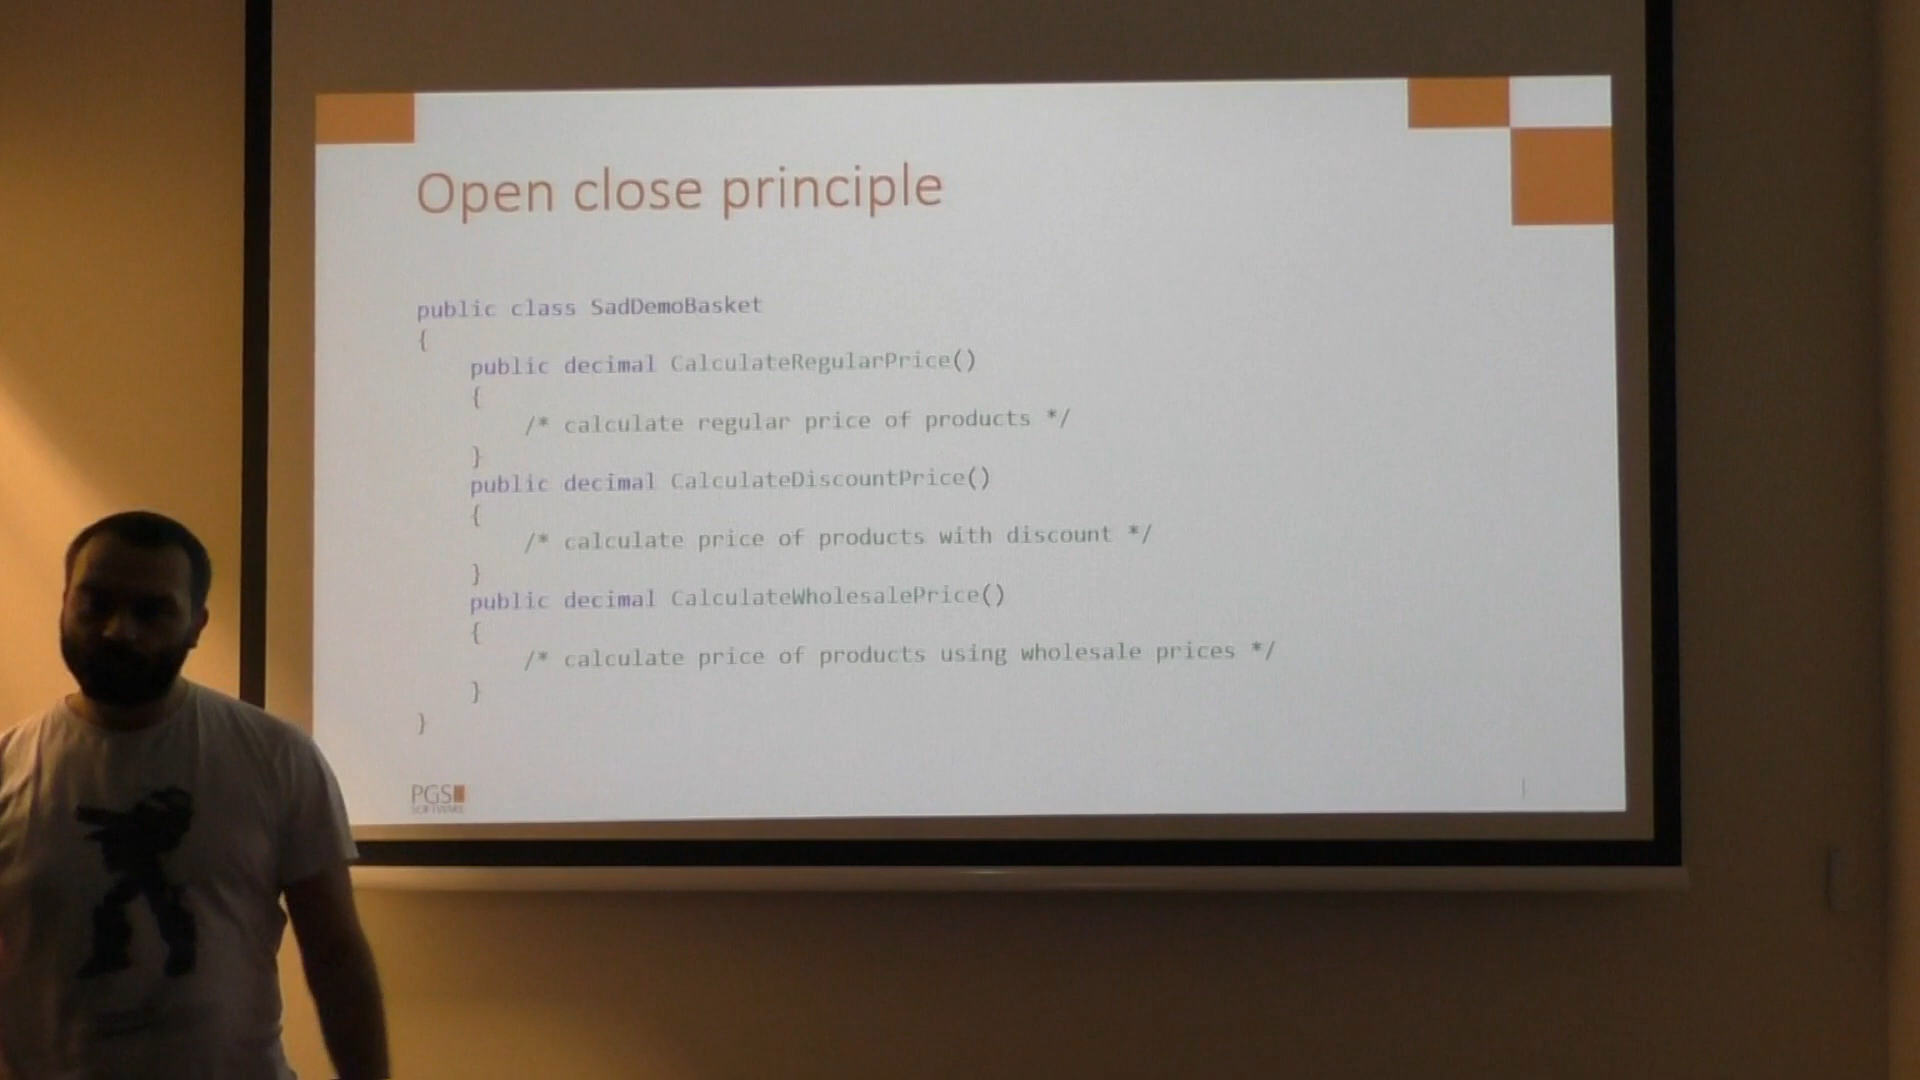 Open close principle
public class SadDemoBasket
{
public decimal CalculateRegularPrice()
{
/* calculate regular price of products */
}
public decimal CalculateDiscountPrice()
{
/* calculate price of products with discount */
}
public decimal CalculateWholesalePrice()
{
/* calculate price of products using wholesale prices */
}
}
PGS
SOFTWARE